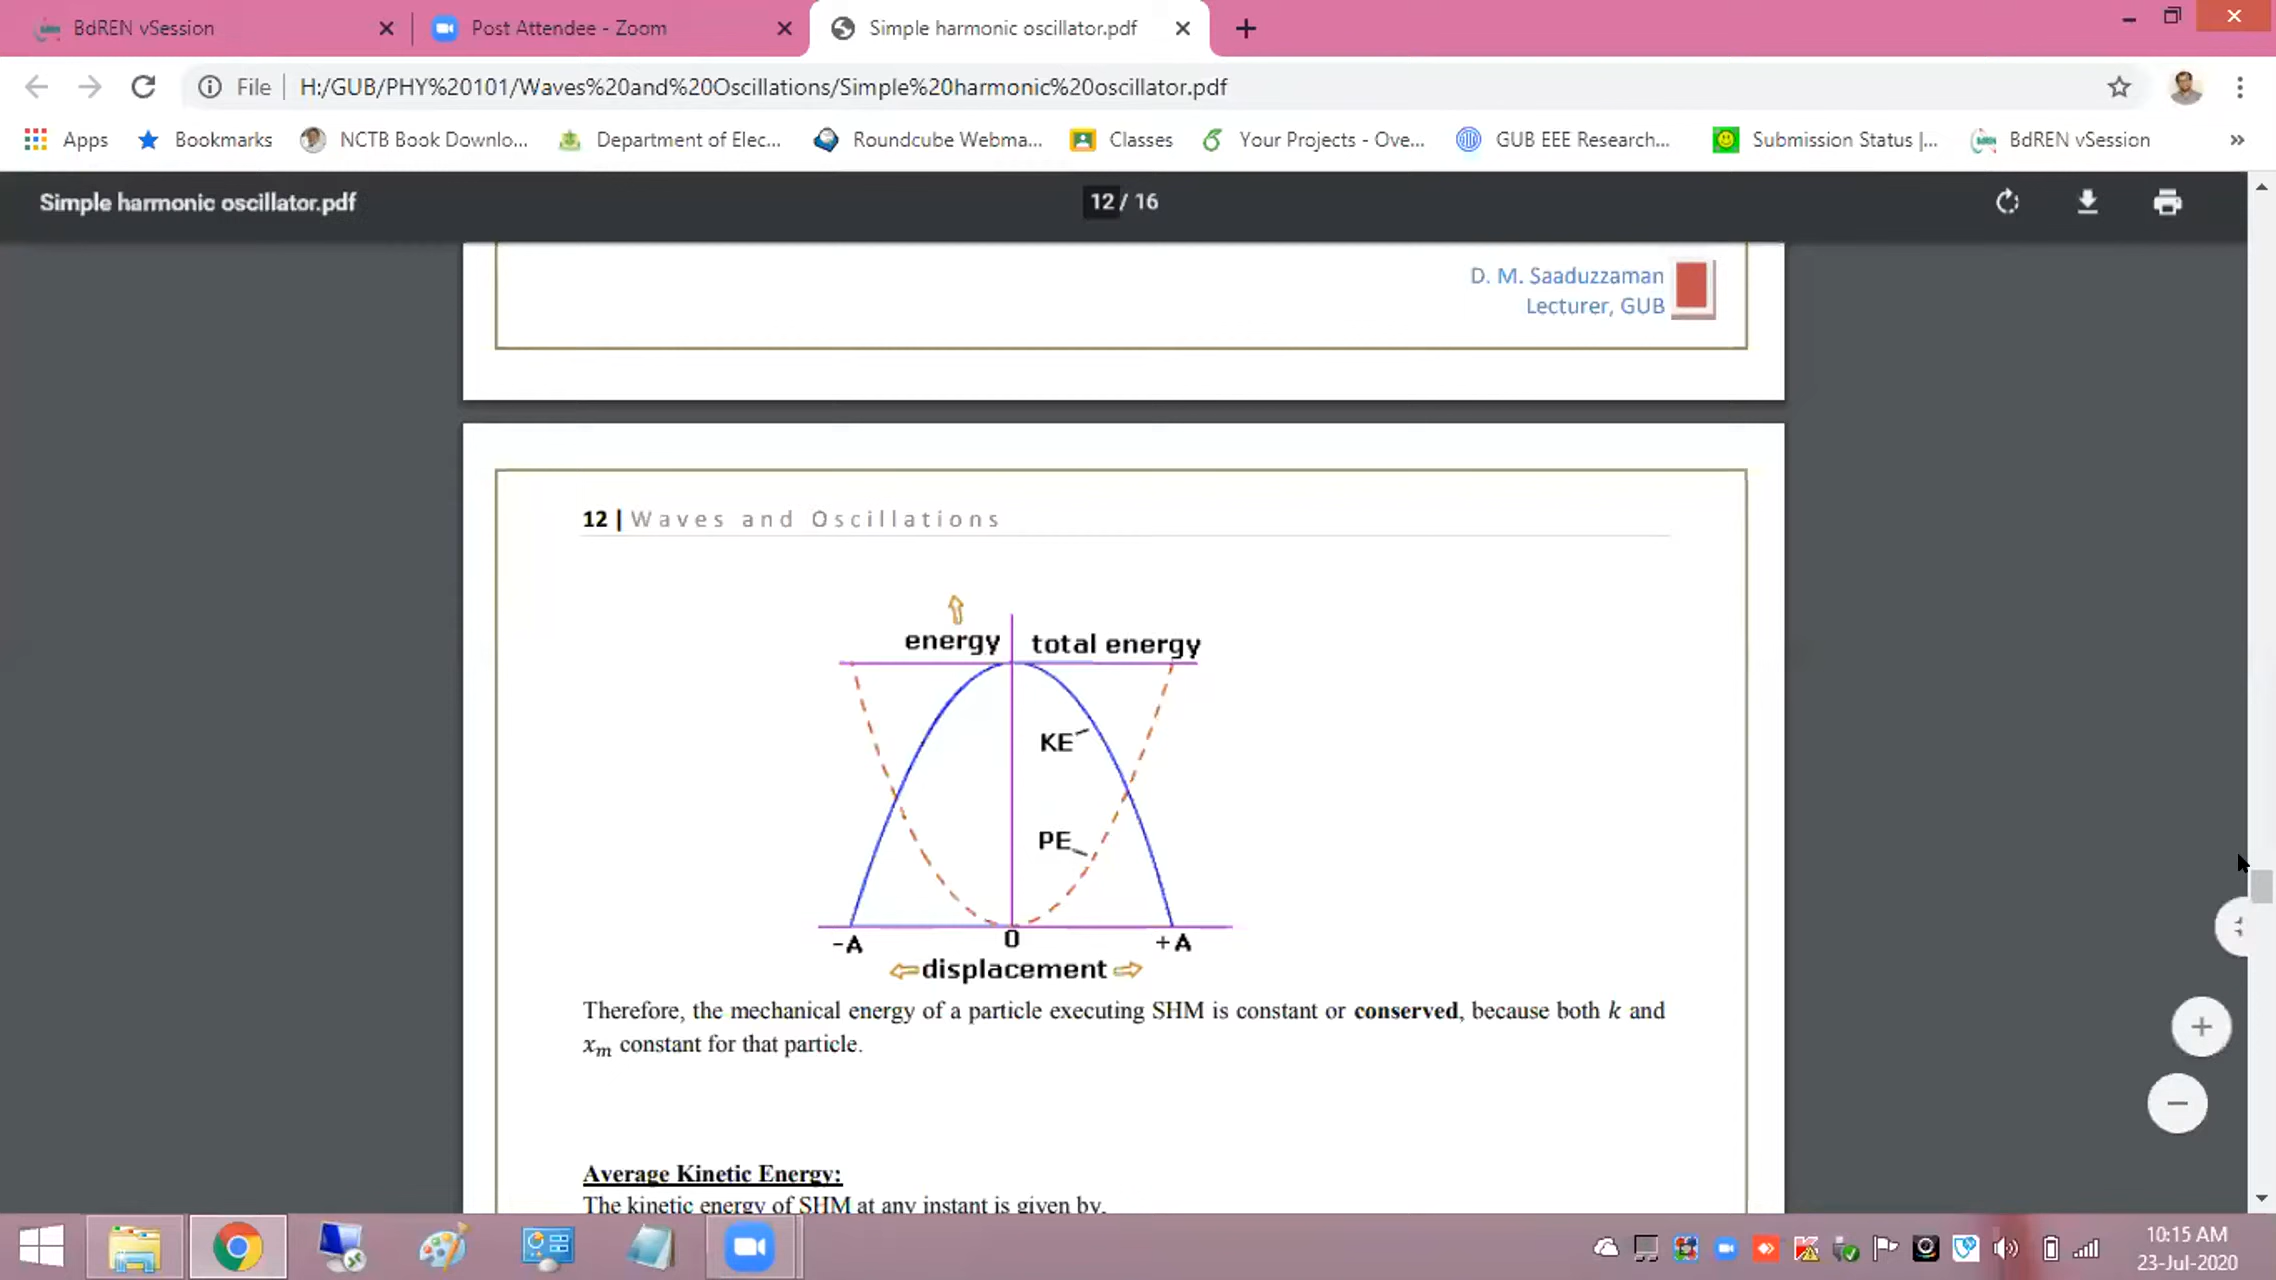 BdREN vSession
Post Attendee - Zoom
Simple harmonic oscillator.pdf
File | H:/GUB/PHY%20101/Waves%20and%20Oscillations/Simple%20harmonic%20oscillator.pdf
Apps
Bookmarks
NCTB Book Downlo...
Department of Elec...
Roundcube Webma...
Classes
Your Projects - Ove...
GUB EEE Research...
Submission Status |...
BdREN vSession
»
Simple harmonic oscillator.pdf
12 / 16
D. M. Saaduzzaman
Lecturer, GUB
12 | Waves and Oscillations
energy
total energy
KE
PE
-A
0
+A
displacement
Therefore, the mechanical energy of a particle executing SHM is constant or conserved, because both k and
xₘ constant for that particle.
Average Kinetic Energy:
The kinetic energy of SHM at any instant is given by,
10:15 AM
23-Jul-2020